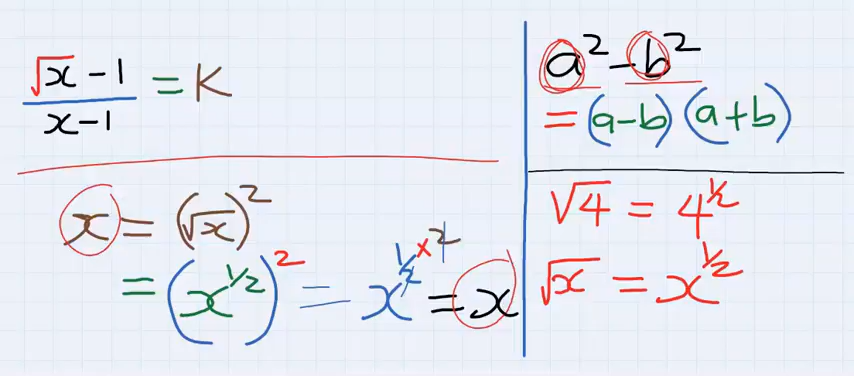 (√x - 1)/(x - 1) = K
x = (√x)²
= (x^1/2)² = x^(1/2 × 2) = x
a² - b²
= (a-b)(a+b)
√4 = 4^1/2
√x = x^1/2